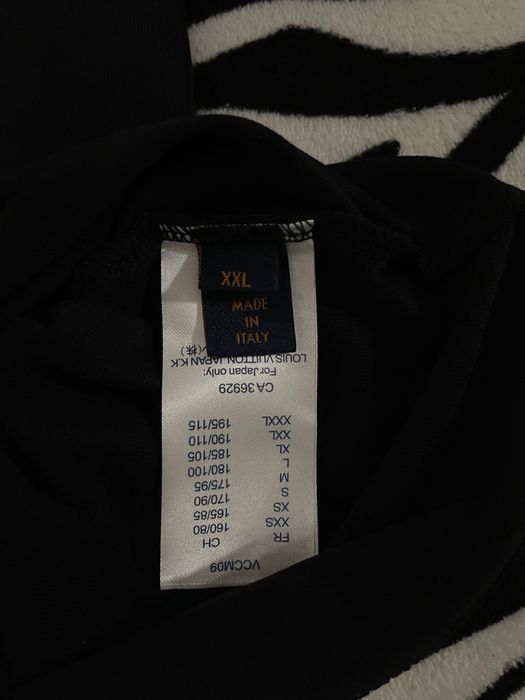 XXL
MADE
IN
ITALY
VCCM09
FR CH
XXS 160/80
XS 165/85
S 170/90
M 175/95
L 180/100
XL 185/105
XXL 190/110
XXXL 195/115
CA 36929
For Japan only:
LOUIS VUITTON JAPAN K.K
(株)